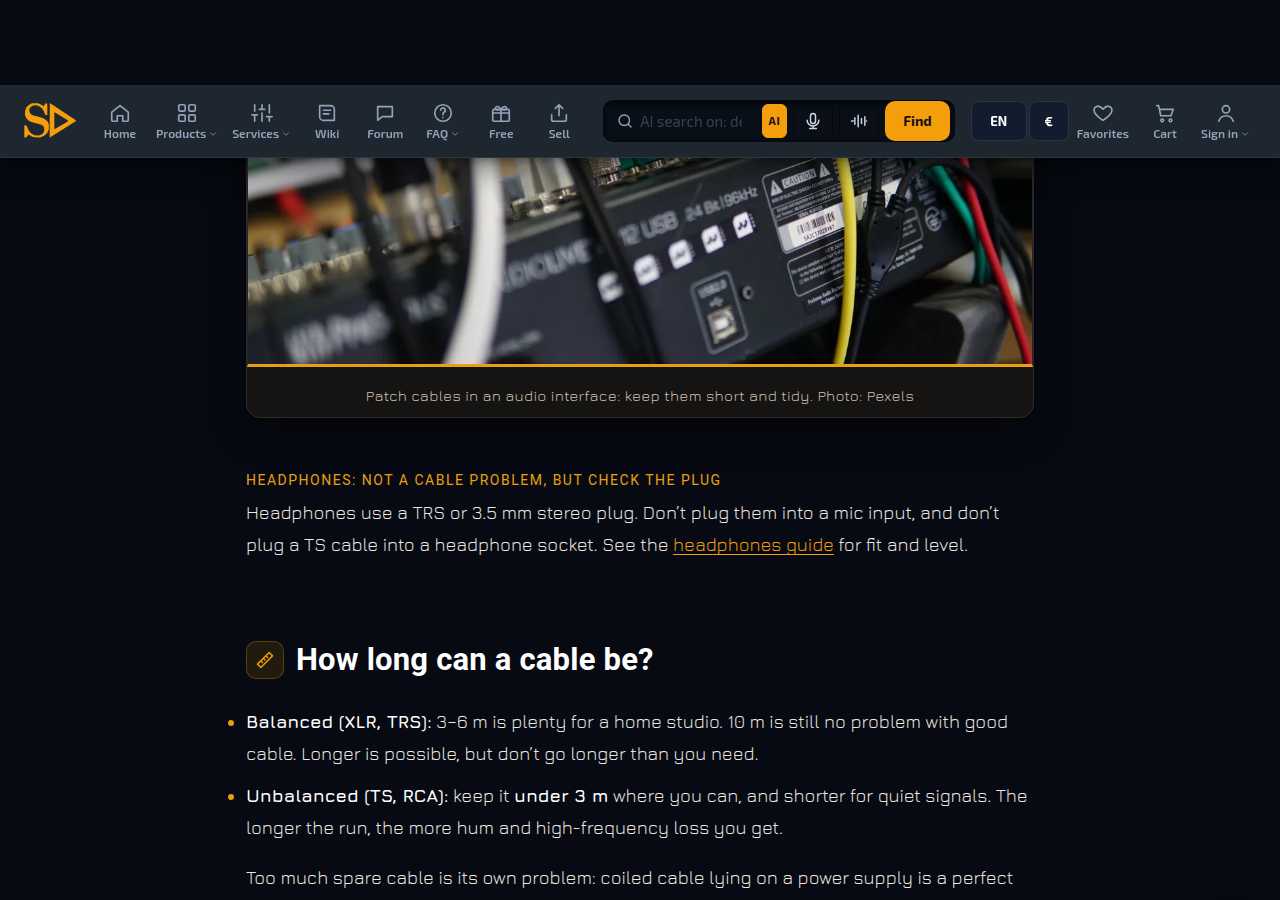 SD
Home
Products
Services
Wiki
Forum
FAQ
Free
Sell
AI search on: de
AI
Find
EN
€
Favorites
Cart
Sign in
12 USB 24 Bit|96kHz
CAUTION
USB2.0
Patch cables in an audio interface: keep them short and tidy. Photo: Pexels
HEADPHONES: NOT A CABLE PROBLEM, BUT CHECK THE PLUG
Headphones use a TRS or 3.5 mm stereo plug. Don’t plug them into a mic input, and don’t
plug a TS cable into a headphone socket. See the headphones guide for fit and level.
How long can a cable be?
Balanced (XLR, TRS): 3–6 m is plenty for a home studio. 10 m is still no problem with good
cable. Longer is possible, but don’t go longer than you need.
Unbalanced (TS, RCA): keep it under 3 m where you can, and shorter for quiet signals. The
longer the run, the more hum and high-frequency loss you get.
Too much spare cable is its own problem: coiled cable lying on a power supply is a perfect